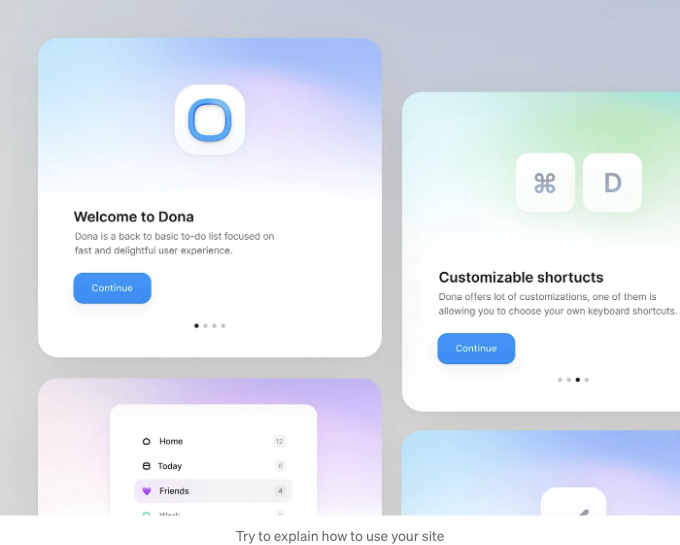 Welcome to Dona
Dona is a back to basic to-do list focused on
fast and delightful user experience.
Continue
⌘ D
Customizable shortucts
Dona offers lot of customizations, one of them is
allowing you to choose your own keyboard shortcuts.
Continue
Home 12
Today 6
Friends 4
Work
Try to explain how to use your site